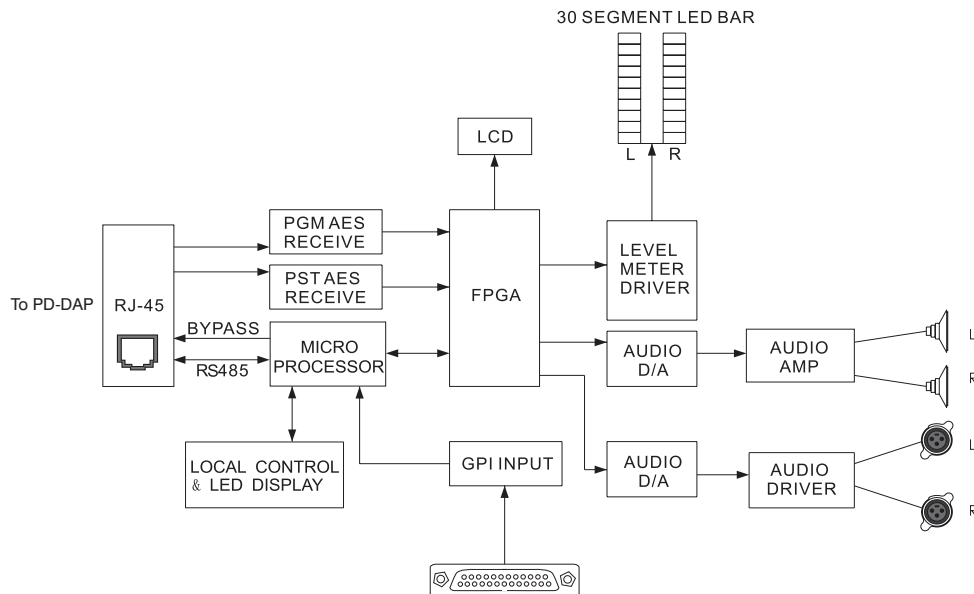 30 SEGMENT LED BAR
L R
LCD
PGM AES
RECEIVE
PST AES
RECEIVE
FPGA
LEVEL
METER
DRIVER
To PD-DAP
RJ-45
BYPASS
RS485
MICRO
PROCESSOR
AUDIO
D/A
AUDIO
AMP
L
R
LOCAL CONTROL
& LED DISPLAY
GPI INPUT
AUDIO
D/A
AUDIO
DRIVER
L
R